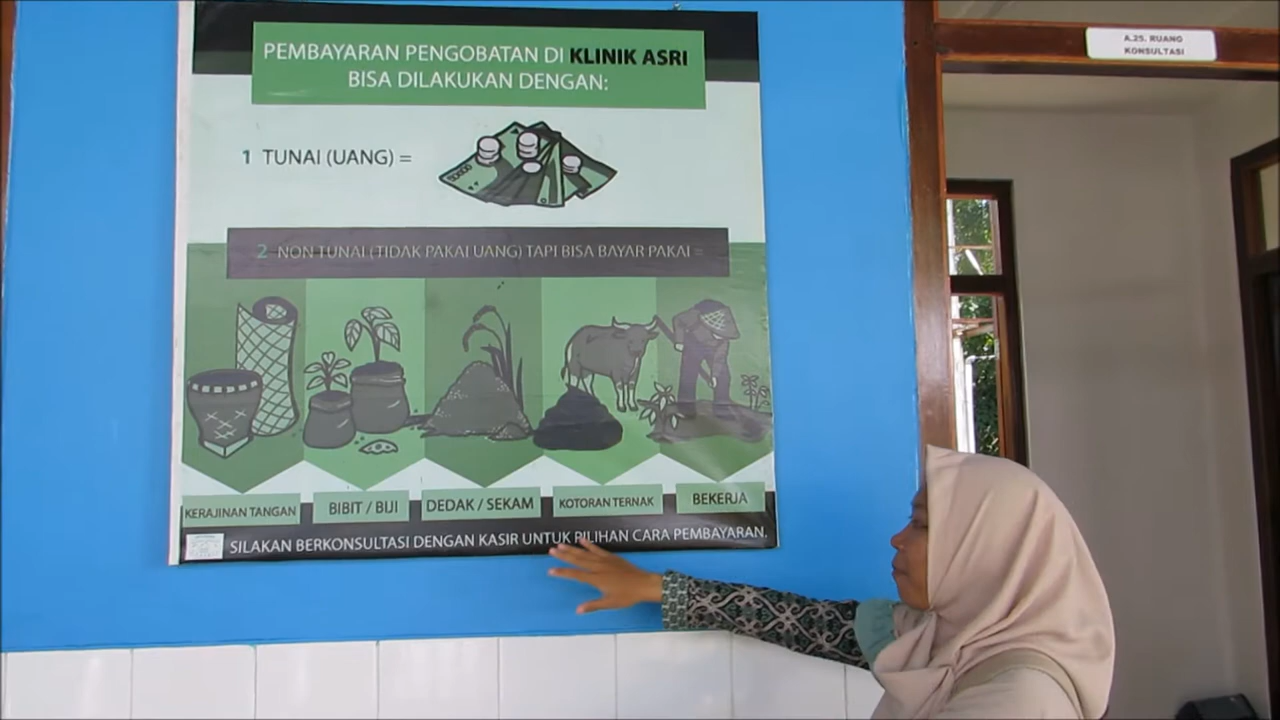 PEMBAYARAN PENGOBATAN DI KLINIK ASRI
BISA DILAKUKAN DENGAN:
1 TUNAI (UANG) =
2 NON TUNAI (TIDAK PAKAI UANG) TAPI BISA BAYAR PAKAI =
KERAJINAN TANGAN
BIBIT / BIJI
DEDAK / SEKAM
KOTORAN TERNAK
BEKERJA
SILAKAN BERKONSULTASI DENGAN KASIR UNTUK PILIHAN CARA PEMBAYARAN.
A.25. RUANG
KONSULTASI